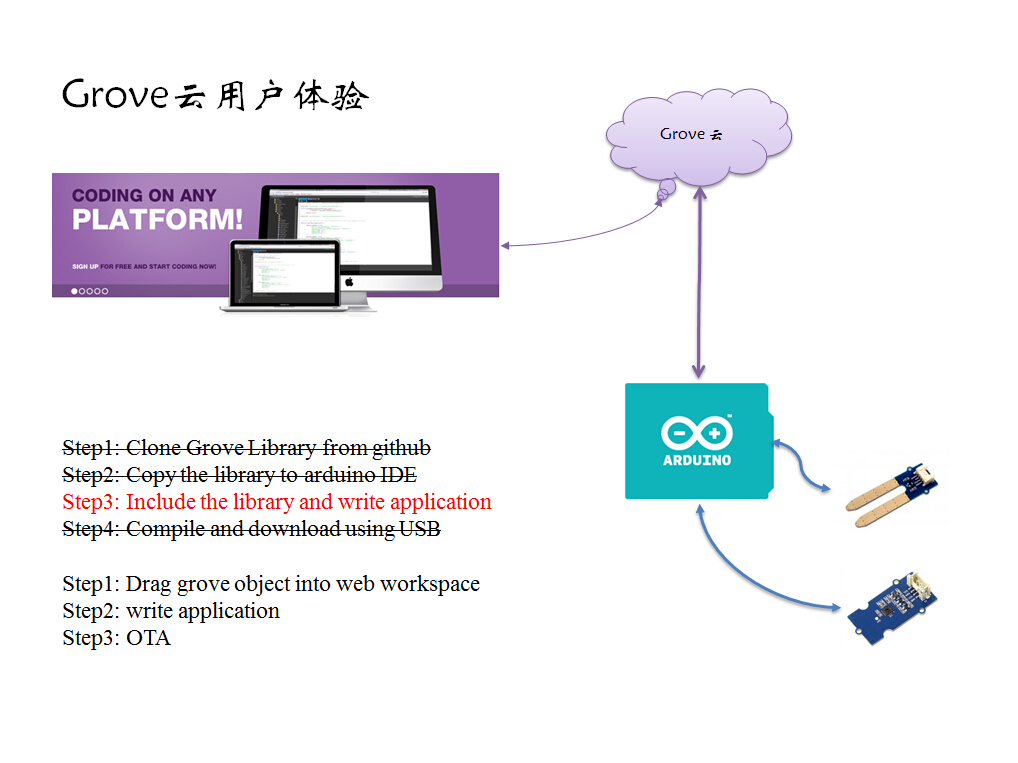 Grove云用户体验
Grove 云
CODING ON ANY
PLATFORM!
SIGN UP FOR FREE AND START CODING NOW!
ARDUINO
TM
Step1: Clone Grove Library from github
Step2: Copy the library to arduino IDE
Step3: Include the library and write application
Step4: Compile and download using USB
Step1: Drag grove object into web workspace
Step2: write application
Step3: OTA